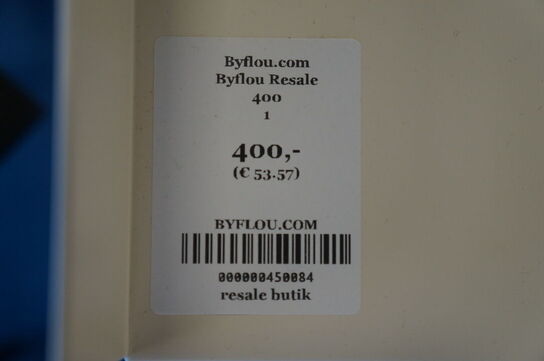 Byflou.com
Byflou Resale
400
1
400,-
(€ 53.57)
BYFLOU.COM
000000450084
resale butik